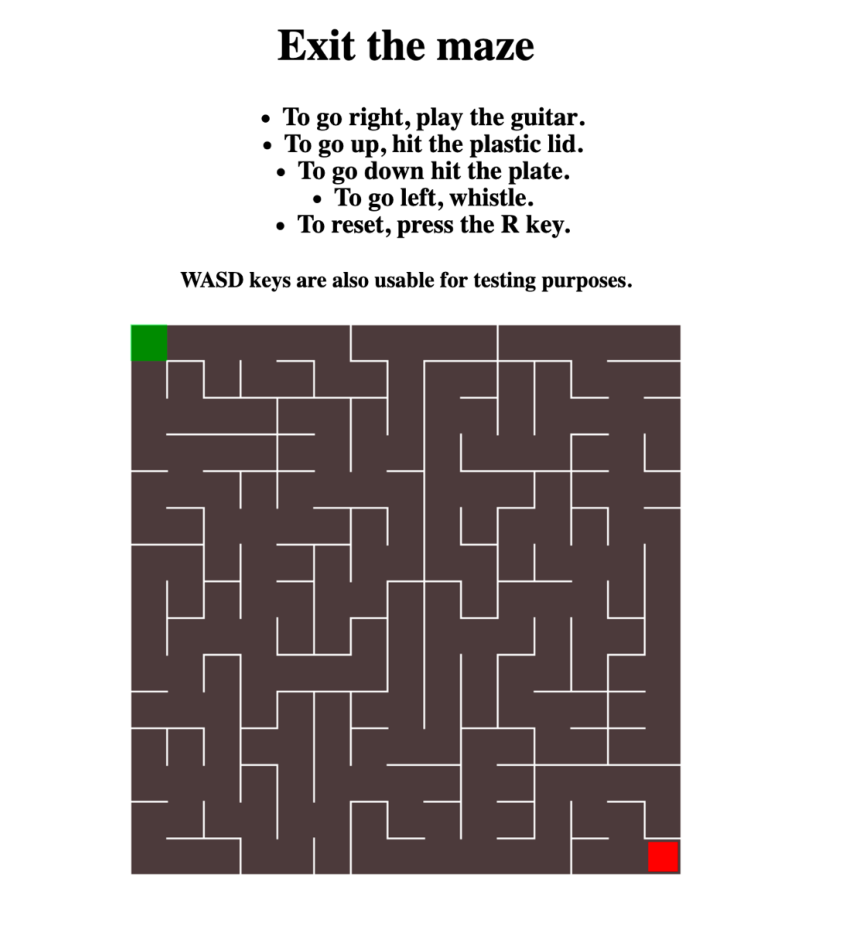 Exit the maze
• To go right, play the guitar.
• To go up, hit the plastic lid.
• To go down hit the plate.
• To go left, whistle.
• To reset, press the R key.
WASD keys are also usable for testing purposes.